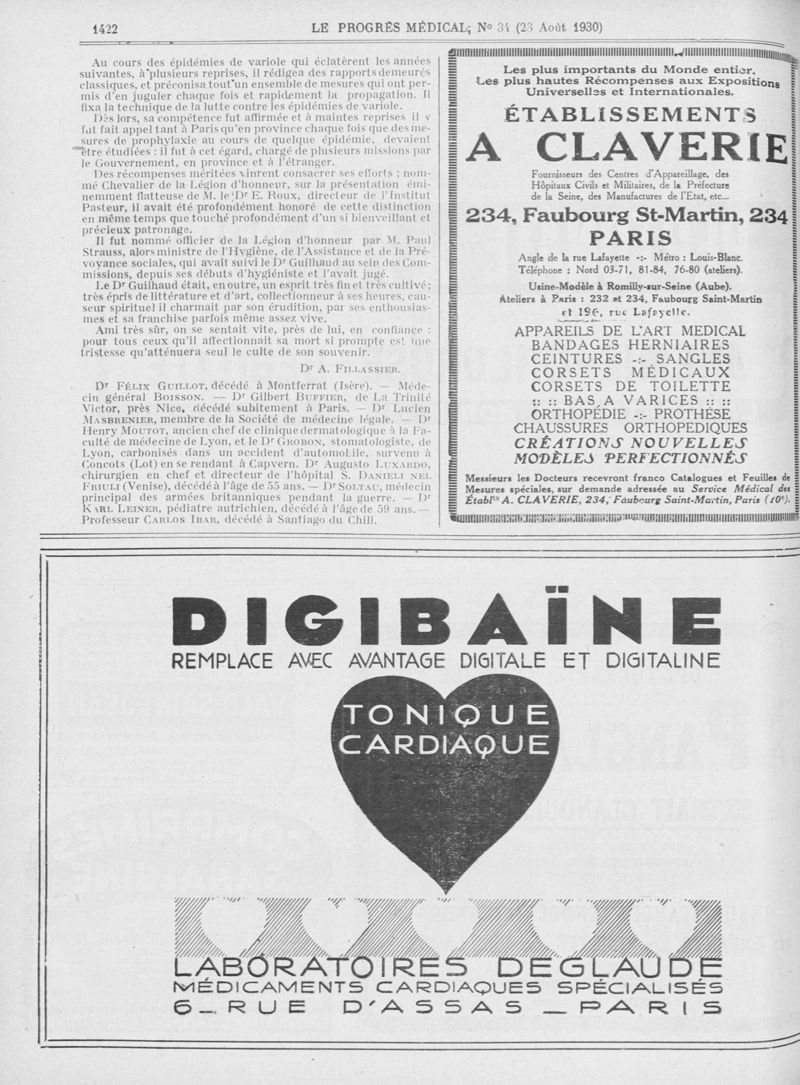 1422
LE PROGRÈS MÉDICAL; No 34 (23 Août 1930)
Au cours des épidémies de variole qui éclatèrent les années
suivantes, à plusieurs reprises, il rédigea des rapports demeurés
classiques, et préconisa tout un ensemble de mesures qui ont per-
mis d'en juguler chaque fois et rapidement la propagation. Il
fixa la technique de la lutte contre les épidémies de variole.
Dès lors, sa compétence fut affirmée et à maintes reprises il y
fut fait appel tant à Paris qu'en province chaque fois que des me-
sures de prophylaxie au cours de quelque épidémie, devaient
être étudiées : il fut à cet égard, chargé de plusieurs missions par
le Gouvernement, en province et à l'étranger.
Des récompenses méritées vinrent consacrer ses efforts ; nom-
mé Chevalier de la Légion d'honneur, sur la présentation émi-
nemment flatteuse de M. le Dr E. Roux, directeur de l'Institut
Pasteur, il avait été profondément honoré de cette distinction
en même temps que touché profondément d'un si bienveillant et
précieux patronage.
Il fut nommé officier de la Légion d'honneur par M. Paul
Strauss, alors ministre de l'Hygiène, de l'Assistance et de la Pré-
voyance sociales, qui avait suivi le Dr Guilhaud au sein des Com-
missions, depuis ses débuts d'hygiéniste et l'avait jugé.
Le Dr Guilhaud était, en outre, un esprit très fin et très cultivé ;
très épris de littérature et d'art, collectionneur à ses heures, cau-
seur spirituel il charmait par son érudition, par ses enthousias-
mes et sa franchise parfois même assez vive.
Ami très sûr, on se sentait vite, près de lui, en confiance :
pour tous ceux qu'il affectionnait sa mort si prompte est une
tristesse qu'atténuera seul le culte de son souvenir.
Dr A. FILLASSIER.
Dr FÉLIX GUILLOT, décédé à Montferrat (Isère). — Méde-
cin général BOISSON. — Dr Gilbert BUFFIER, de La Trinité
Victor, près Nice, décédé subitement à Paris. — Dr Lucien
MASBRENIER, membre de la Société de médecine légale. — Dr
Henry MOUTOT, ancien chef de clinique dermatologique à la Fa-
culté de médecine de Lyon, et le Dr GROBON, stomatologiste, de
Lyon, carbonisés dans un accident d'automobile, survenu à
Concots (Lot) en se rendant à Capvern. Dr Augusto LUXARDO,
chirurgien en chef et directeur de l'hôpital S. DANIELI NEL
FRIULI (Venise), décédé à l'âge de 55 ans. — Dr SOLTAU, médecin
principal des armées britanniques pendant la guerre. — Dr
KARL LEINER, pédiatre autrichien, décédé à l'âge de 59 ans. —
Professeur CARLOS IBAR, décédé à Santiago du Chili.
Les plus importants du Monde entier.
Les plus hautes Récompenses aux Expositions
Universelles et Internationales.
ÉTABLISSEMENTS
A CLAVERIE
Fournisseurs des Centres d'Appareillage, des
Hôpitaux Civils et Militaires, de la Préfecture
de la Seine, des Manufactures de l'Etat, etc...
234, Faubourg St-Martin, 234
PARIS
Angle de la rue Lafayette -:- Métro : Louis-Blanc.
Téléphone : Nord 03-71, 81-84, 76-80 (ateliers).
Usine-Modèle à Romilly-sur-Seine (Aube).
Ateliers à Paris : 232 et 234, Faubourg Saint-Martin
et 196, rue Lafayette.
APPAREILS DE L'ART MEDICAL
BANDAGES HERNIAIRES
CEINTURES -:- SANGLES
CORSETS MÉDICAUX
CORSETS DE TOILETTE
:: :: BAS A VARICES :: ::
ORTHOPÉDIE -:- PROTHÈSE
CHAUSSURES ORTHOPEDIQUES
CRÉATIONS NOUVELLES
MODÈLES PERFECTIONNÉS
Messieurs les Docteurs recevront franco Catalogues et Feuilles de
Mesures spéciales, sur demande adressée au Service Médical des
Établts A. CLAVERIE, 234, Faubourg Saint-Martin, Paris (10e).
DIGIBAÏNE
REMPLACE AVEC AVANTAGE DIGITALE ET DIGITALINE
TONIQUE
CARDIAQUE
LABORATOIRES DEGLAUDE
MÉDICAMENTS CARDIAQUES SPÉCIALISÉS
6 — RUE D'ASSAS — PARIS